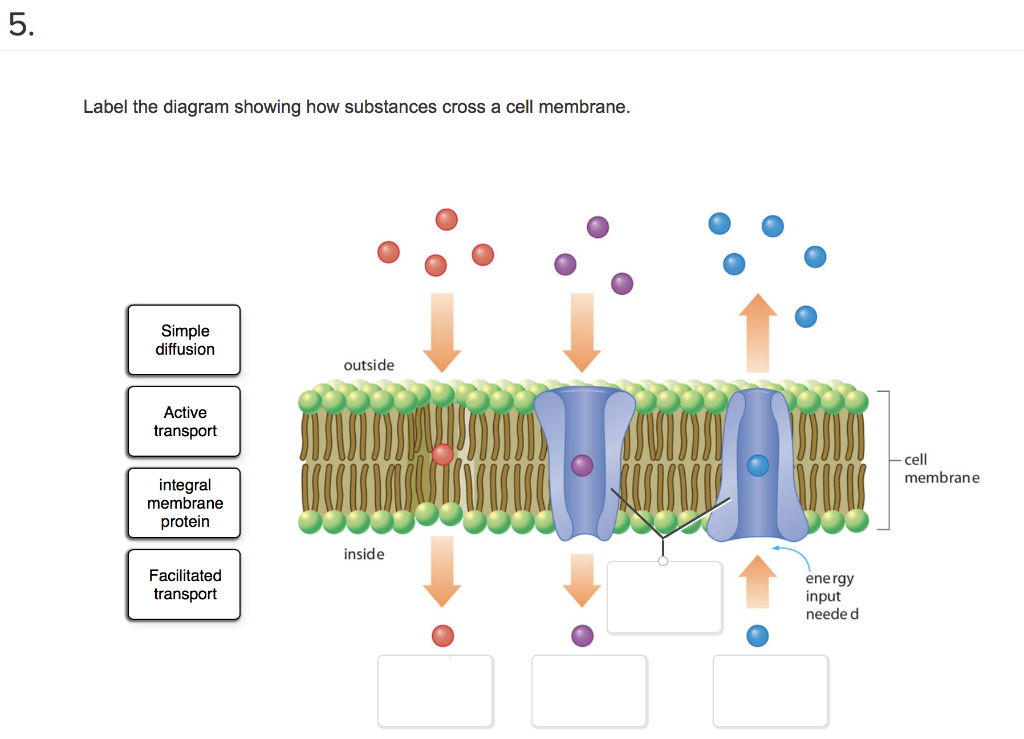 5.
Label the diagram showing how substances cross a cell membrane.
Simple
diffusion
Active
transport
integral
membrane
protein
Facilitated
transport
outside
inside
cell
membrane
energy
input
needed